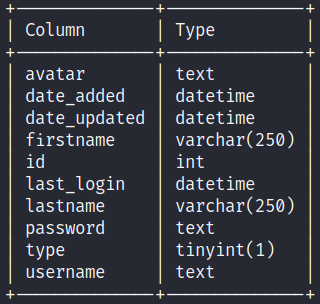 +--------------+--------------+
| Column       | Type         |
+--------------+--------------+
| avatar       | text         |
| date_added   | datetime     |
| date_updated | datetime     |
| firstname    | varchar(250) |
| id           | int          |
| last_login   | datetime     |
| lastname     | varchar(250) |
| password     | text         |
| type         | tinyint(1)   |
| username     | text         |
+--------------+--------------+